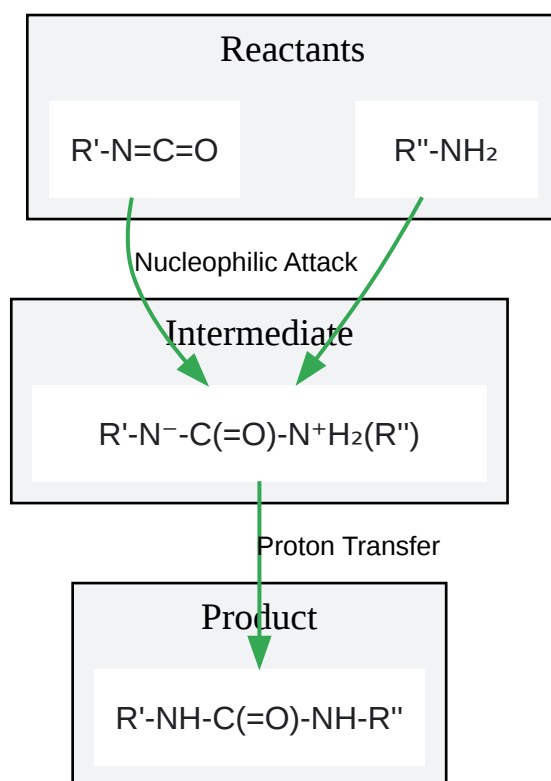 Reactants
R'-N=C=O
R''-NH₂
Nucleophilic Attack
Intermediate
R'-N⁻-C(=O)-N⁺H₂(R'')
Proton Transfer
Product
R'-NH-C(=O)-NH-R''